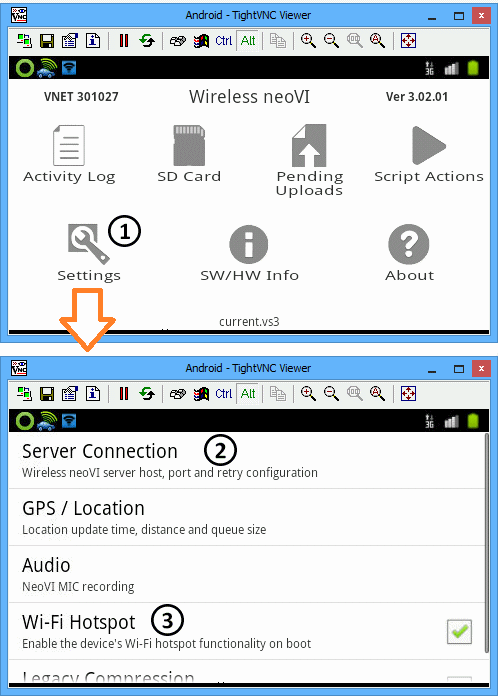 Android - TightVNC Viewer
Ctrl Alt
3G
VNET 301027 Wireless neoVI Ver 3.02.01
Activity Log SD Card Pending Uploads Script Actions
1
Settings SW/HW Info About
current.vs3
Android - TightVNC Viewer
Ctrl Alt
3G
Server Connection 2
Wireless neoVI server host, port and retry configuration
GPS / Location
Location update time, distance and queue size
Audio
NeoVI MIC recording
Wi-Fi Hotspot 3
Enable the device's Wi-Fi hotspot functionality on boot
Legacy Compression